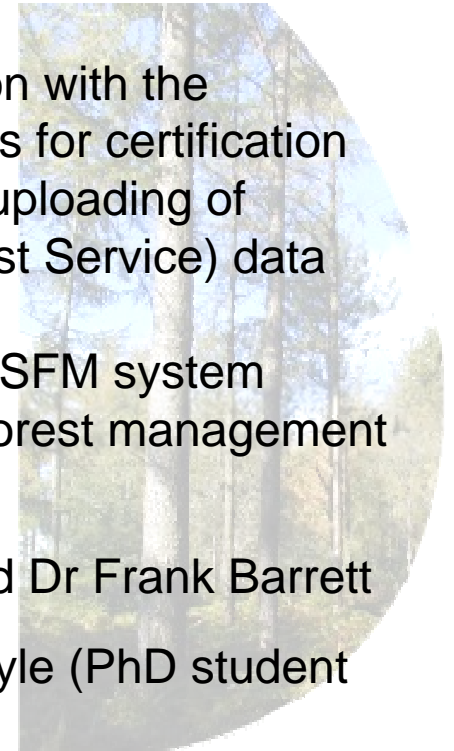 on with the
s for certification
uploading of
st Service) data
SFM system
orest management
d Dr Frank Barrett
yle (PhD student